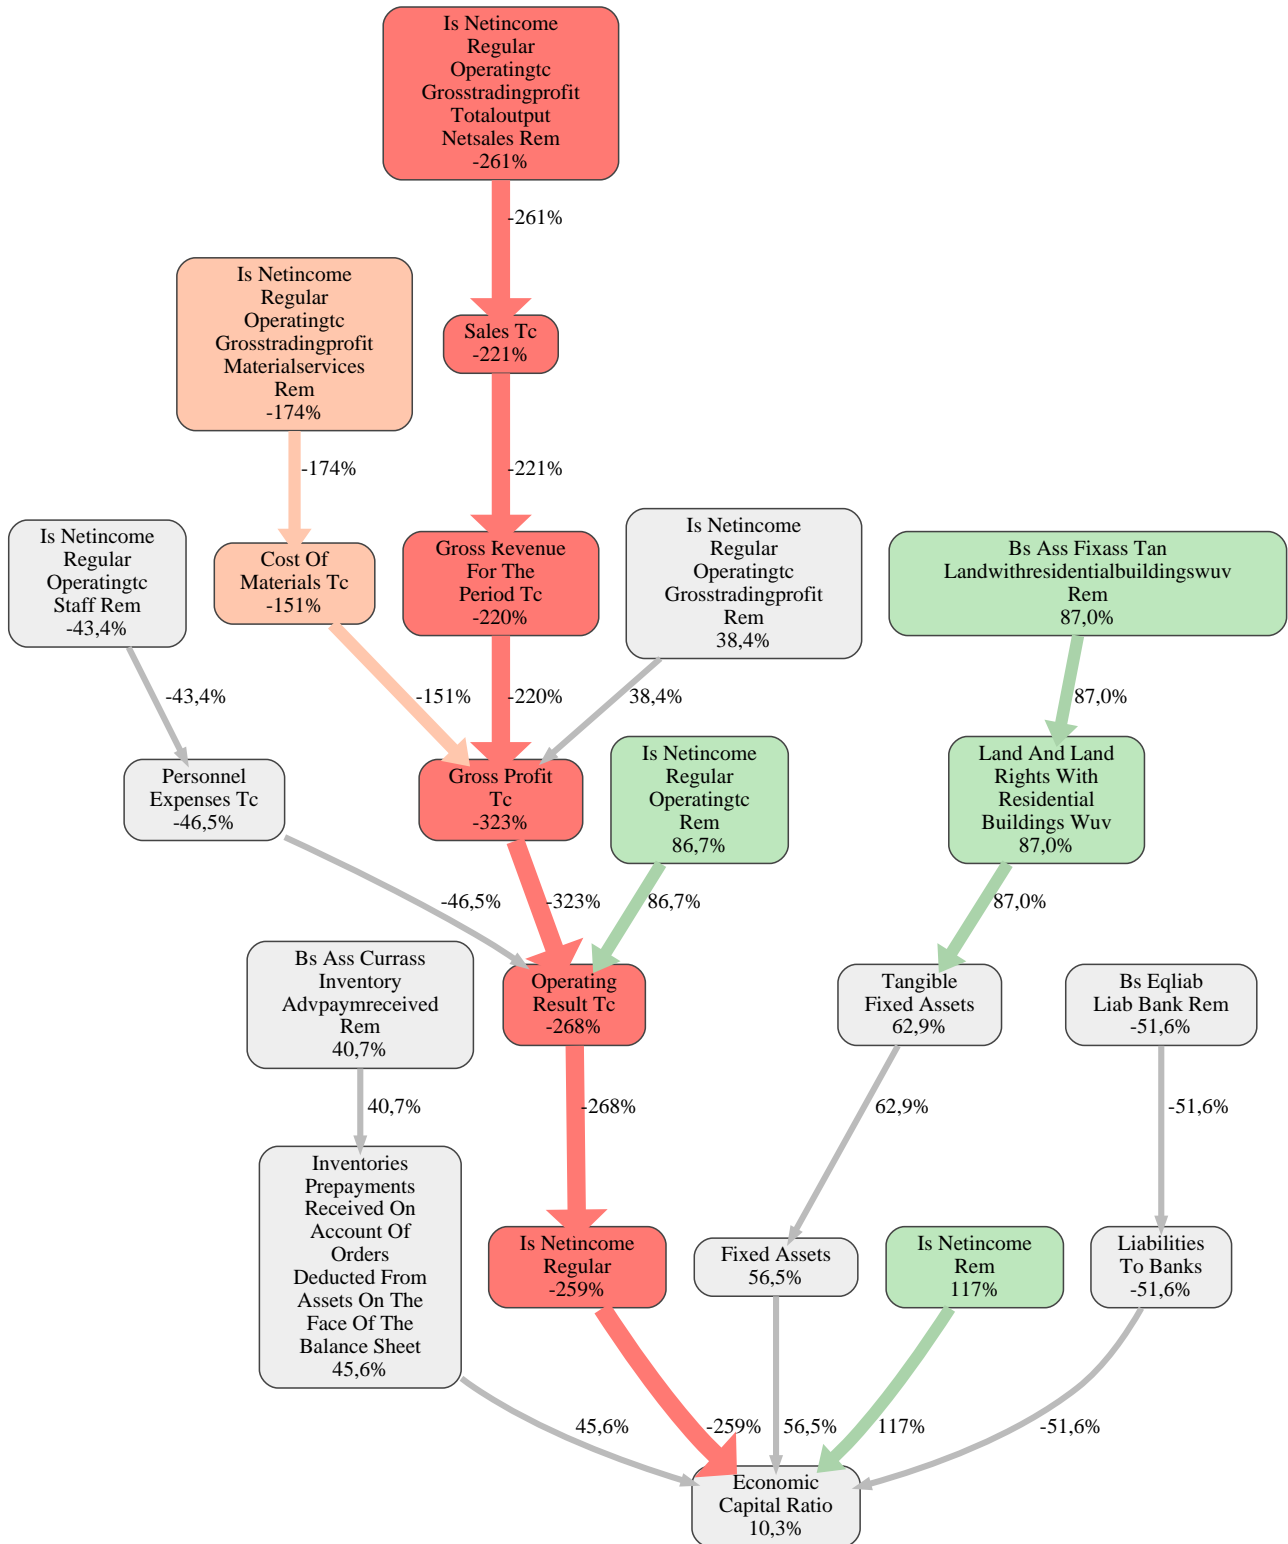 Is Netincome
Regular
Operatingtc
Grosstradingprofit
Totaloutput
Netsales Rem
-261%
-261%
Is Netincome
Regular
Operatingtc
Grosstradingprofit
Materialservices
Rem
-174%
Sales Tc
-221%
-174%
-221%
Is Netincome
Regular
Operatingtc
Staff Rem
-43,4%
Cost Of
Materials Tc
-151%
Gross Revenue
For The
Period Tc
-220%
Is Netincome
Regular
Operatingtc
Grosstradingprofit
Rem
38,4%
Bs Ass Fixass Tan
Landwithresidentialbuildingswuv
Rem
87,0%
-43,4%
-151%
-220%
38,4%
87,0%
Personnel
Expenses Tc
-46,5%
Gross Profit
Tc
-323%
Is Netincome
Regular
Operatingtc
Rem
86,7%
Land And Land
Rights With
Residential
Buildings Wuv
87,0%
-46,5%
-323%
86,7%
87,0%
Bs Ass Currass
Inventory
Advpaymreceived
Rem
40,7%
Operating
Result Tc
-268%
Tangible
Fixed Assets
62,9%
Bs Eqliab
Liab Bank Rem
-51,6%
40,7%
-268%
62,9%
-51,6%
Inventories
Prepayments
Received On
Account Of
Orders
Deducted From
Assets On The
Face Of The
Balance Sheet
45,6%
Is Netincome
Regular
-259%
Fixed Assets
56,5%
Is Netincome
Rem
117%
Liabilities
To Banks
-51,6%
45,6%
-259%
56,5%
117%
-51,6%
Economic
Capital Ratio
10,3%